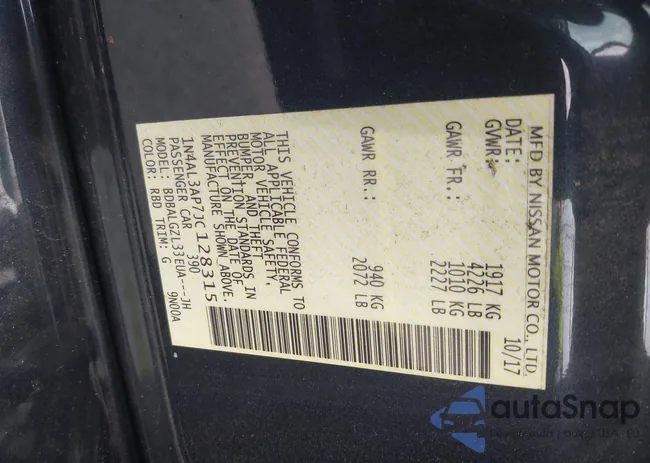 MFD BY NISSAN MOTOR CO., LTD.
DATE: 10/17
GVWR: 1917 KG
4226 LB
GAWR FR.: 1010 KG
2227 LB
GAWR RR.: 940 KG
2072 LB
THIS VEHICLE CONFORMS TO
ALL APPLICABLE FEDERAL
MOTOR VEHICLE SAFETY,
BUMPER, AND THEFT
PREVENTION STANDARDS IN
EFFECT ON THE DATE OF
MANUFACTURE SHOWN ABOVE.
1N4AL3AP7JC128315
PASSENGER CAR 390 9N00A
MODEL: BDBALGZL33EUA---JH
COLOR: RBD TRIM: G
autoSnap